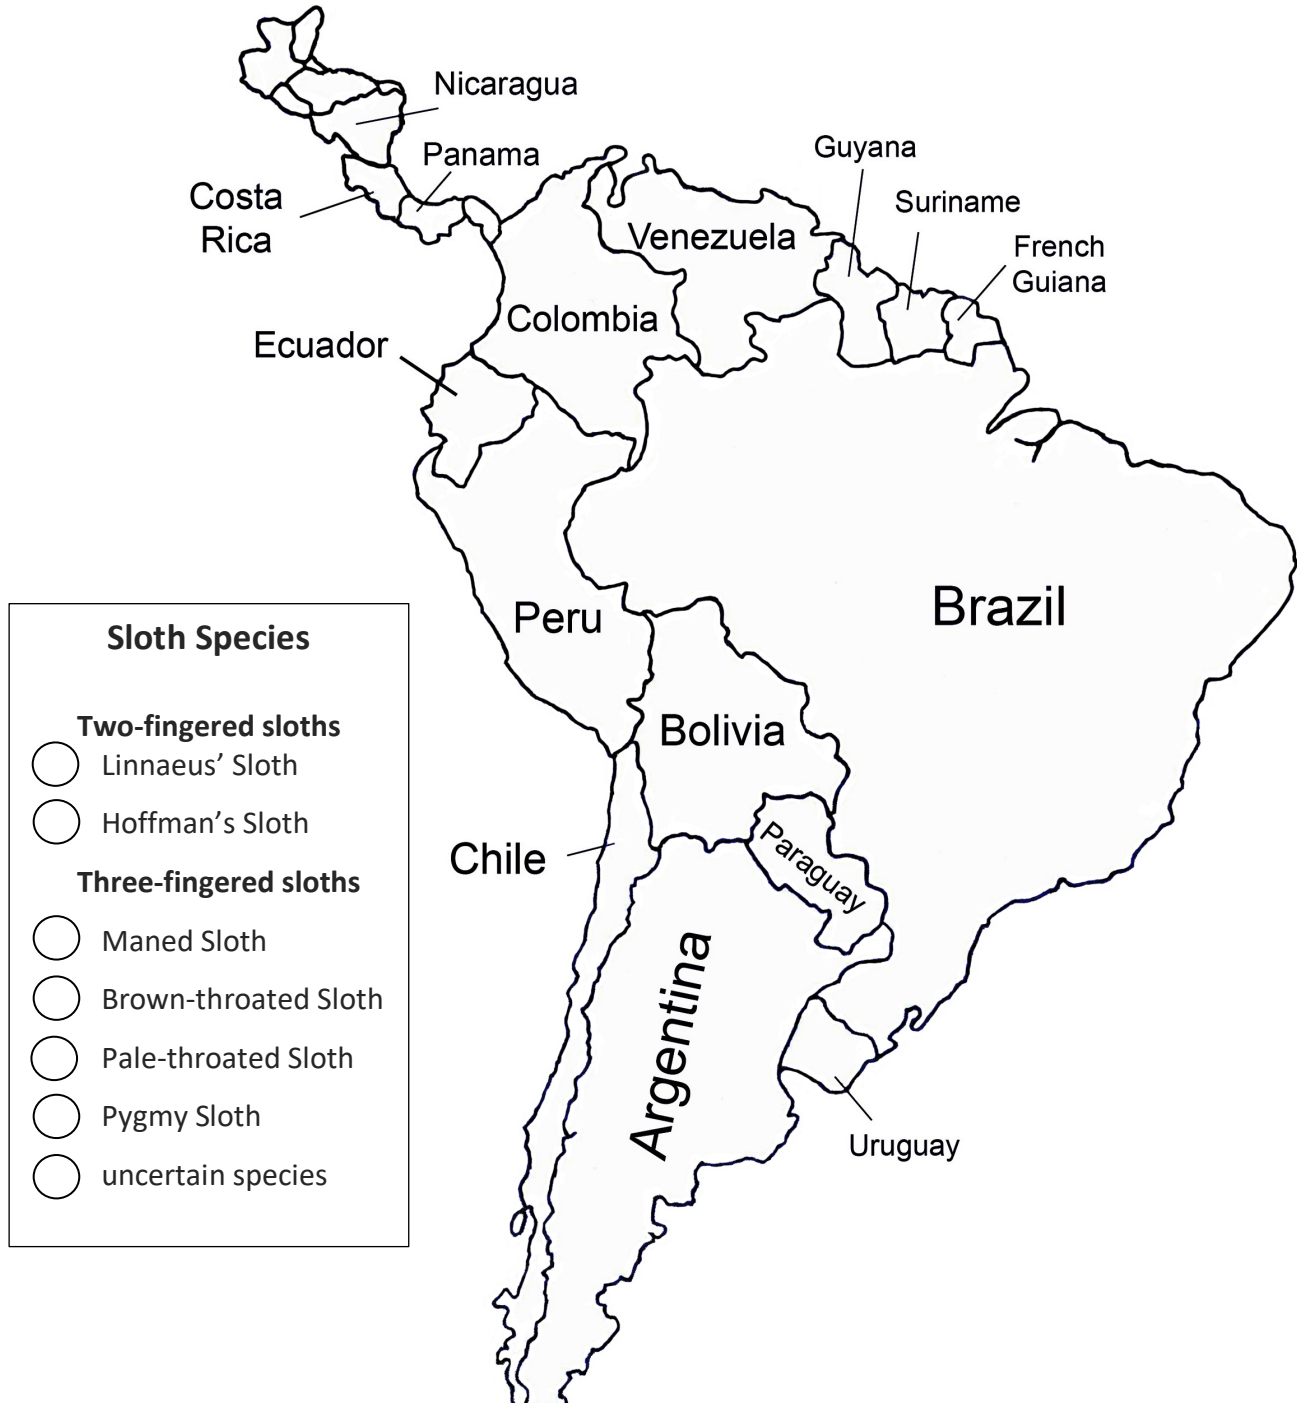 Nicaragua
Panama
Costa
Rica
Guyana
Suriname
French
Guiana
Venezuela
Colombia
Ecuador
Brazil
Peru
Bolivia
Chile
Paraguay
Argentina
Uruguay
Sloth Species
Two-fingered sloths
Linnaeus’ Sloth
Hoffman’s Sloth
Three-fingered sloths
Maned Sloth
Brown-throated Sloth
Pale-throated Sloth
Pygmy Sloth
uncertain species